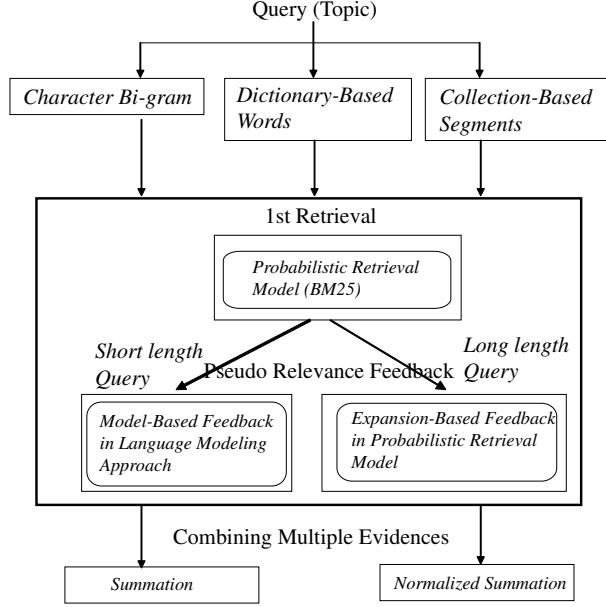 Query (Topic)
Character Bi-gram
Dictionary-Based
Words
Collection-Based
Segments
1st Retrieval
Probabilistic Retrieval
Model (BM25)
Short length
Query
Long length
Query
Pseudo Relevance Feedback
Model-Based Feedback
in Language Modeling
Approach
Expansion-Based Feedback
in Probabilistic Retrieval
Model
Combining Multiple Evidences
Summation
Normalized Summation